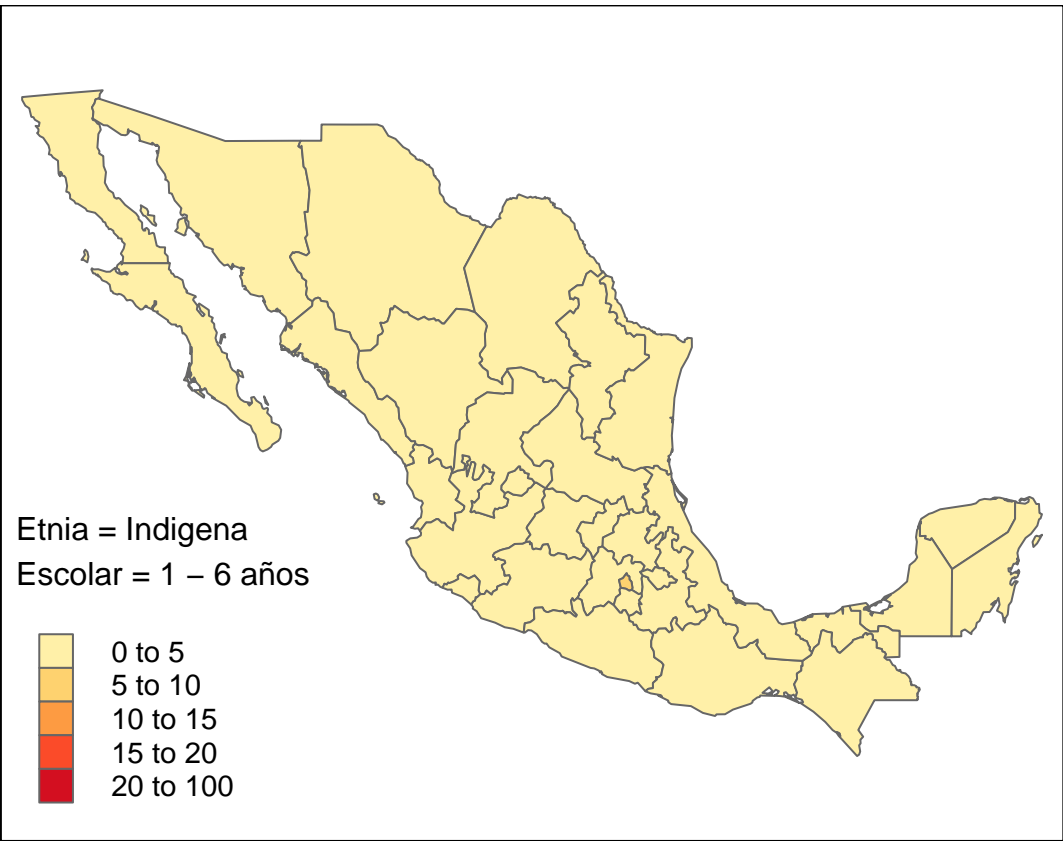 Etnia = Indigena
Escolar = 1 − 6 años
0 to 5
5 to 10
10 to 15
15 to 20
20 to 100